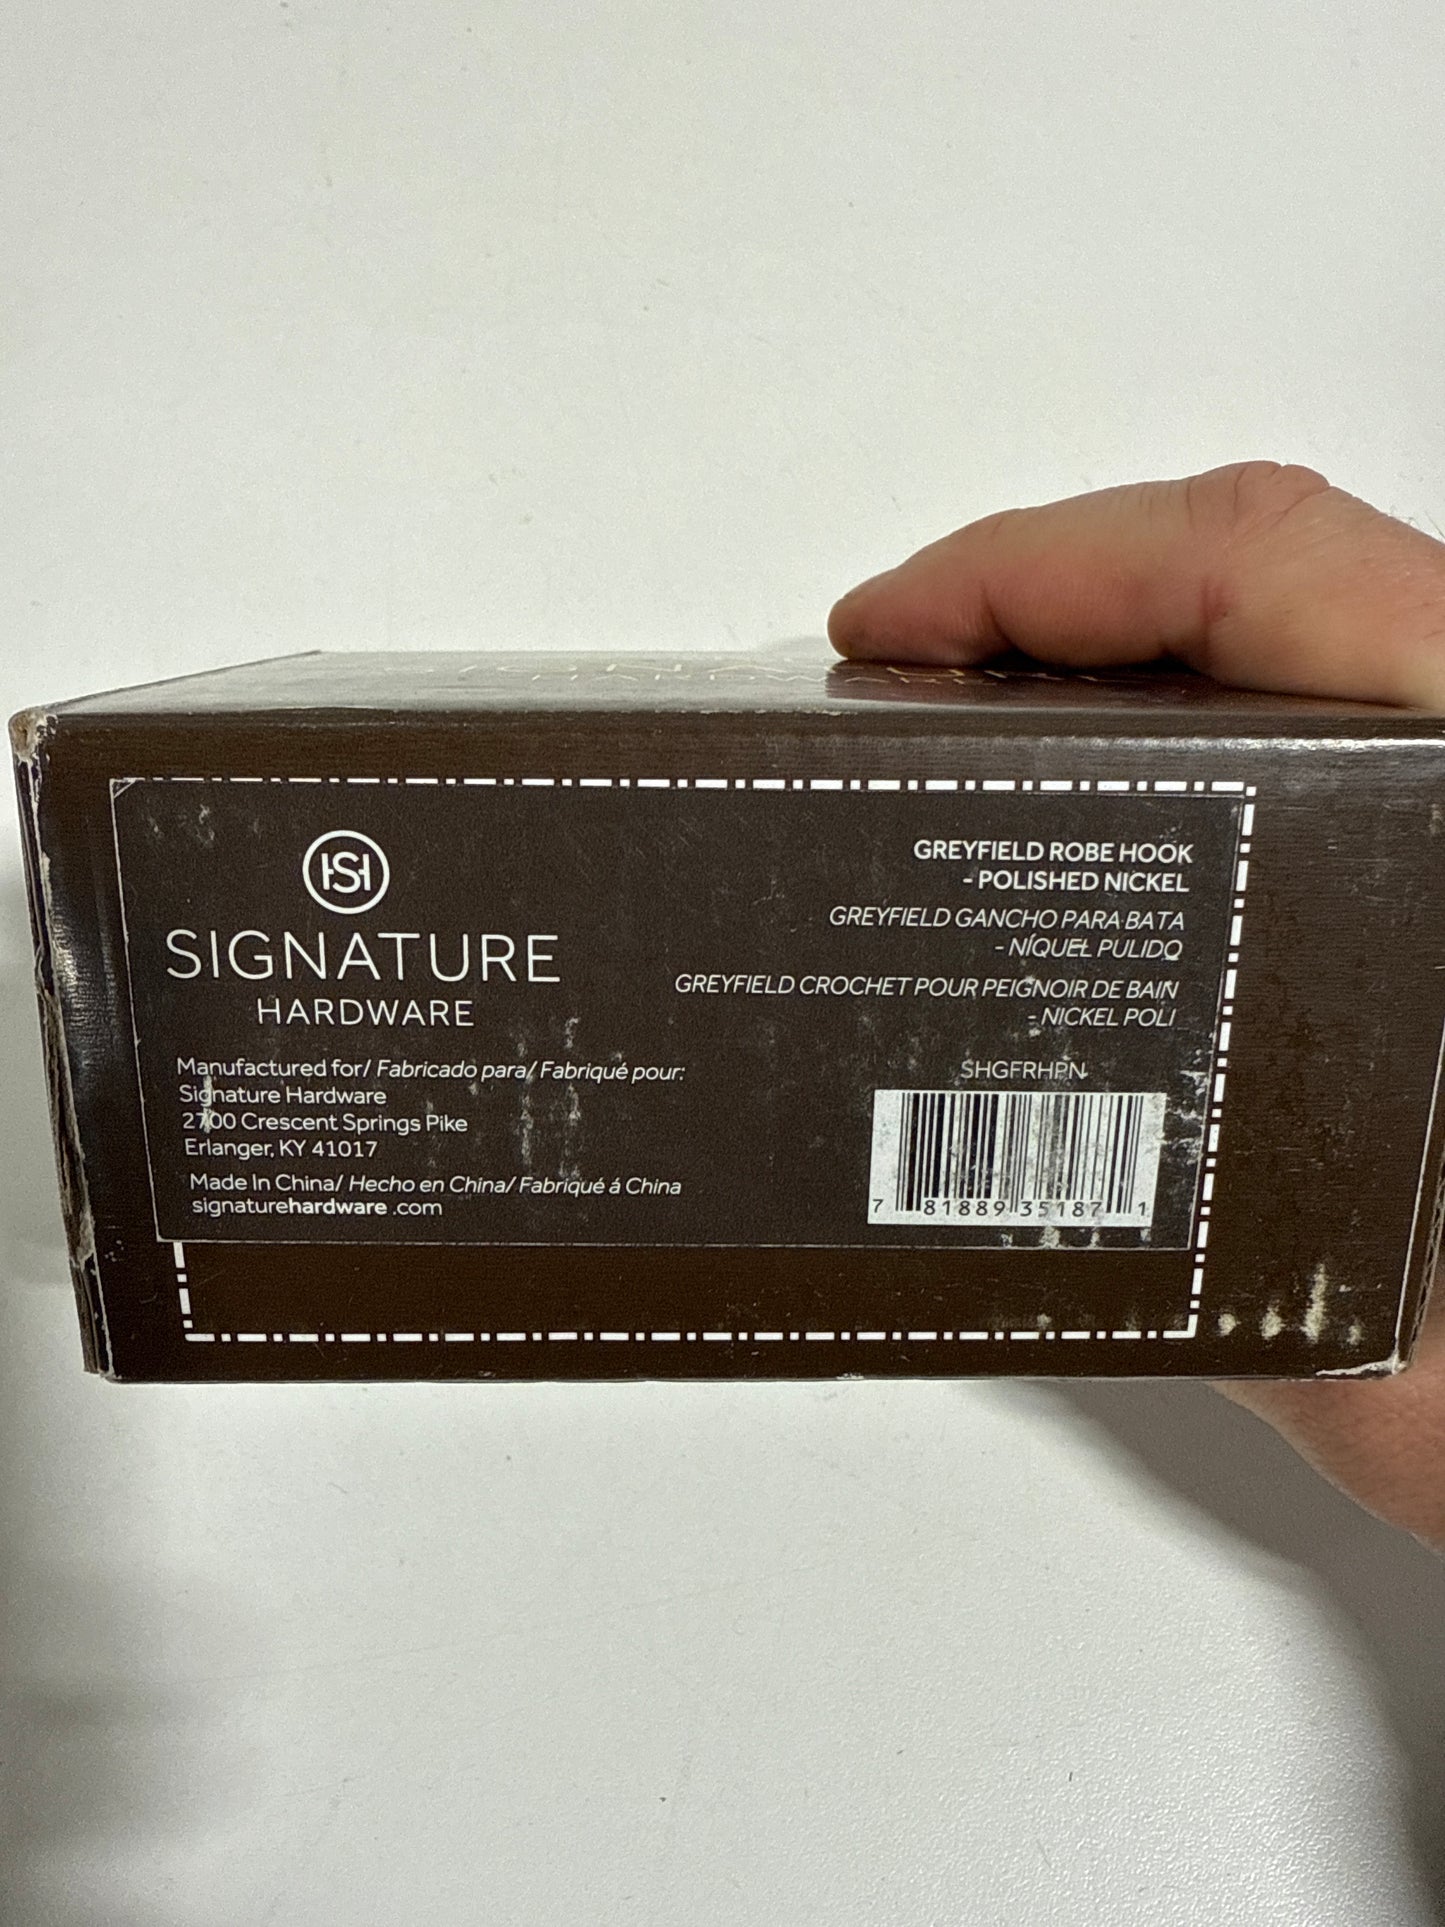 HSH
SIGNATURE
HARDWARE
Manufactured for/ Fabricado para/ Fabriqué pour:
Signature Hardware
2700 Crescent Springs Pike
Erlanger, KY 41017
Made In China/ Hecho en China/ Fabriqué á China
signaturehardware .com
GREYFIELD ROBE HOOK
- POLISHED NICKEL
GREYFIELD GANCHO PARA BATA
- NÍQUEL PULIDO
GREYFIELD CROCHET POUR PEIGNOIR DE BAIN
- NICKEL POLI
SHGFRHPN
7 81889 35187 1